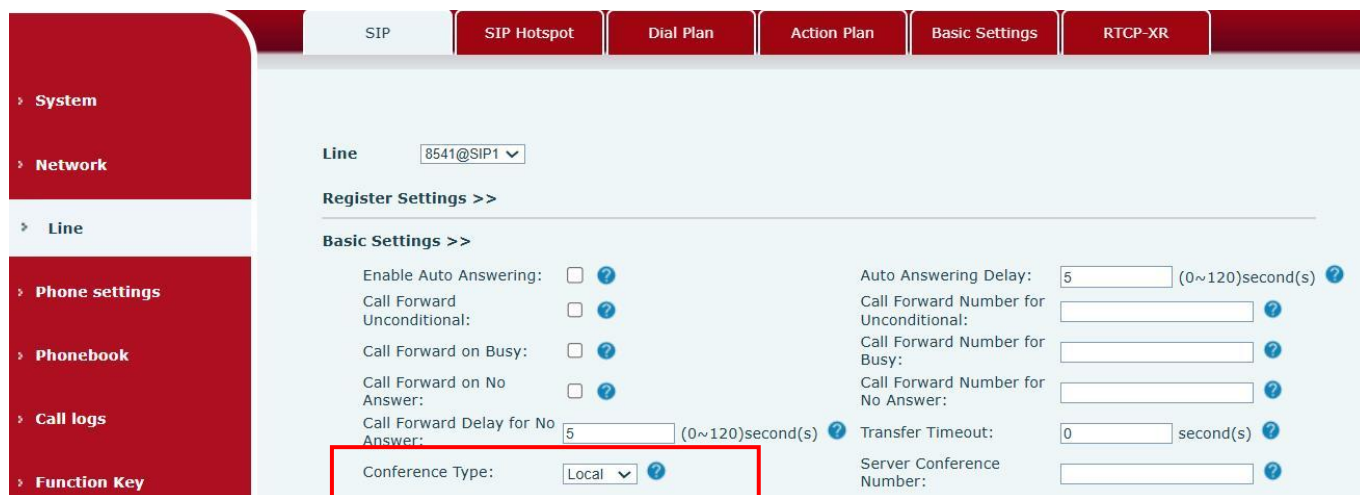 SIP SIP Hotspot Dial Plan Action Plan Basic Settings RTCP-XR
System
Network
Line
Phone settings
Phonebook
Call logs
Function Key
Line 8541@SIP1
Register Settings >>
Basic Settings >>
Enable Auto Answering: ? Auto Answering Delay: 5 (0~120)second(s) ?
Call Forward
Unconditional: ? Call Forward Number for
Unconditional: ?
Call Forward on Busy: ? Call Forward Number for
Busy: ?
Call Forward on No
Answer: ? Call Forward Number for
No Answer: ?
Call Forward Delay for No
Answer: 5 (0~120)second(s) ? Transfer Timeout: 0 second(s) ?
Conference Type: Local ? Server Conference
Number: ?